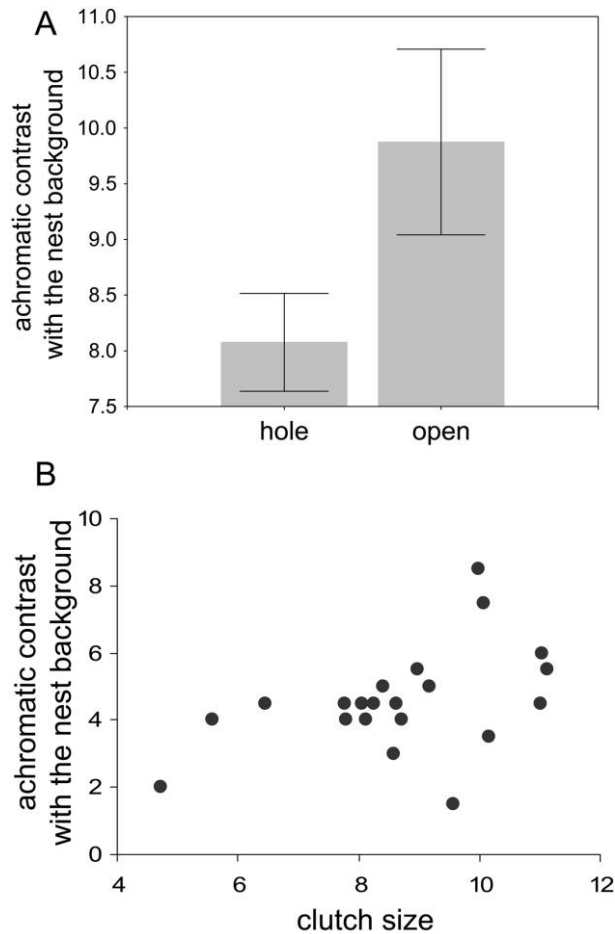 A
achromatic contrast
with the nest background
11.0
10.5
10.0
9.5
9.0
8.5
8.0
7.5
hole open
B
achromatic contrast
with the nest background
10
8
6
4
2
0
4 6 8 10 12
clutch size